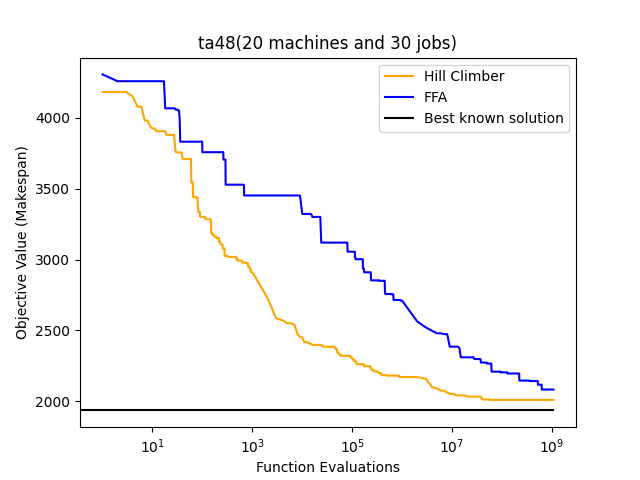 ta48(20 machines and 30 jobs)
Hill Climber
FFA
Best known solution
Objective Value (Makespan)
4000
3500
3000
2500
2000
10^1
10^3
10^5
10^7
10^9
Function Evaluations